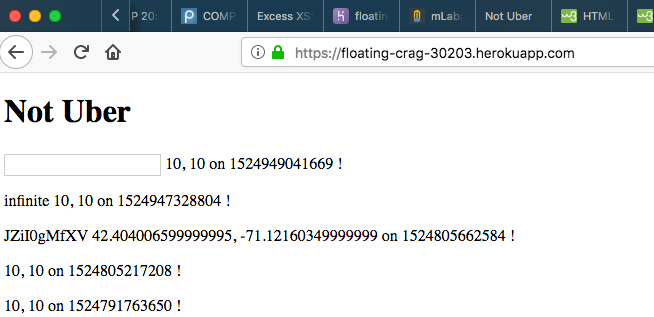 P 20:
COMP
Excess XS
floatin
mLab:
Not Uber
HTML
https://floating-crag-30203.herokuapp.com
Not Uber
10, 10 on 1524949041669 !
infinite 10, 10 on 1524947328804 !
JZiI0gMfXV 42.404006599999995, -71.12160349999999 on 1524805662584 !
10, 10 on 1524805217208 !
10, 10 on 1524791763650 !